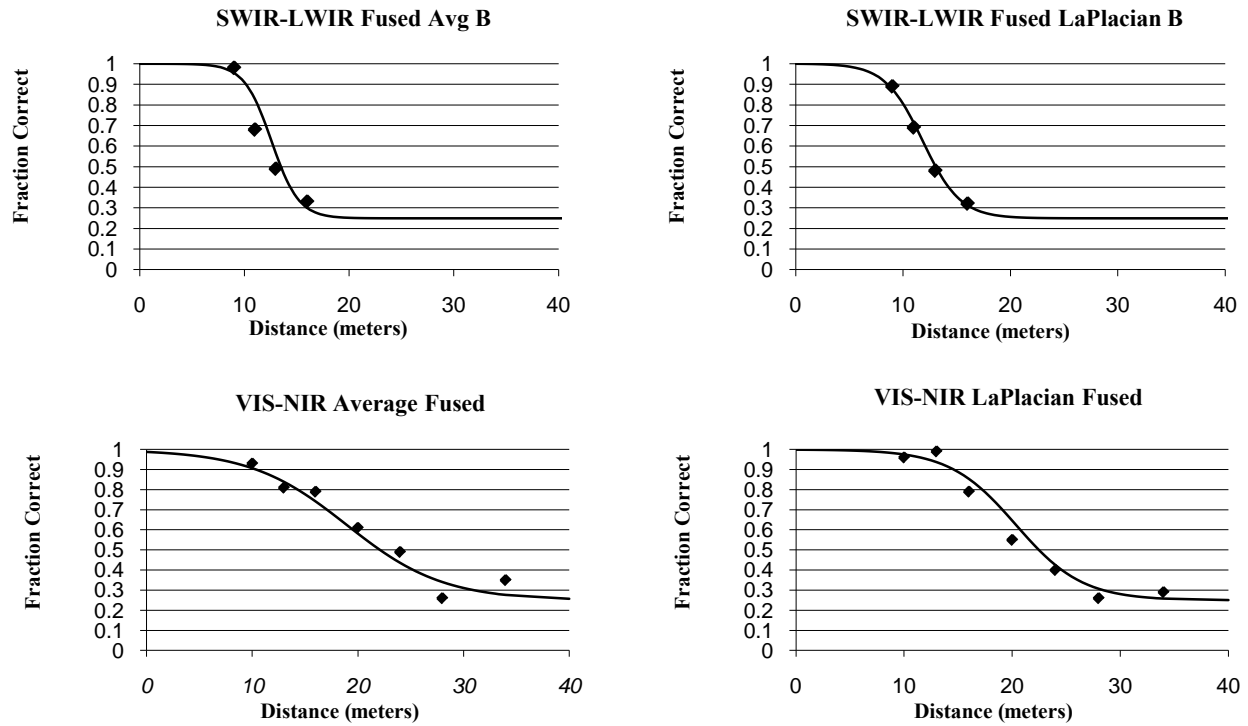 SWIR-LWIR Fused Avg B
Fraction Correct
1
0.9
0.8
0.7
0.6
0.5
0.4
0.3
0.2
0.1
0
0 10 20 30 40
Distance (meters)
SWIR-LWIR Fused LaPlacian B
Fraction Correct
1
0.9
0.8
0.7
0.6
0.5
0.4
0.3
0.2
0.1
0
0 10 20 30 40
Distance (meters)
VIS-NIR Average Fused
Fraction Correct
1
0.9
0.8
0.7
0.6
0.5
0.4
0.3
0.2
0.1
0
0 10 20 30 40
Distance (meters)
VIS-NIR LaPlacian Fused
Fraction Correct
1
0.9
0.8
0.7
0.6
0.5
0.4
0.3
0.2
0.1
0
0 10 20 30 40
Distance (meters)